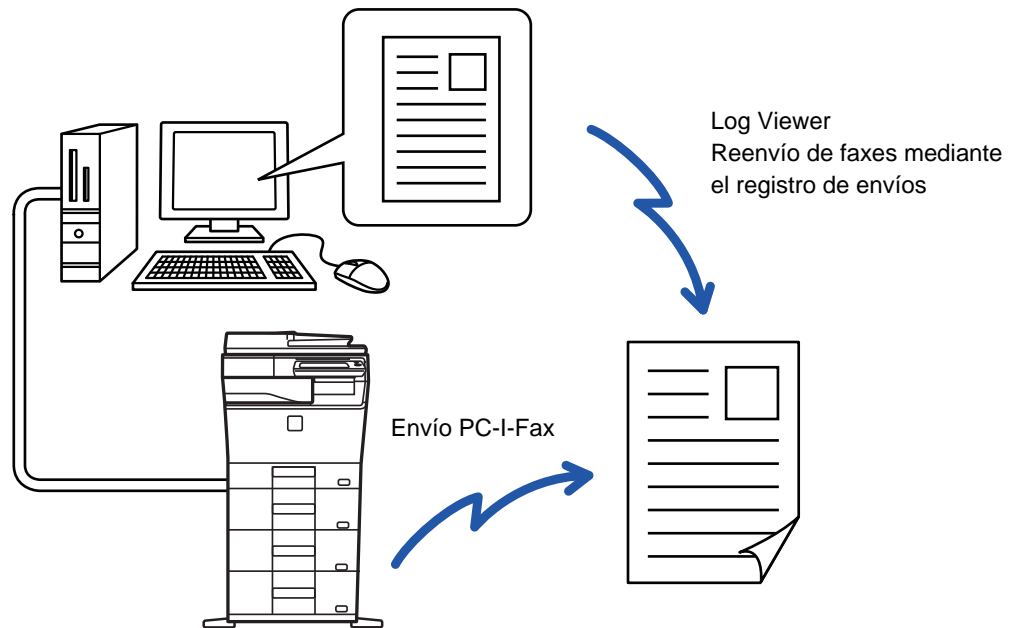 Log Viewer
Reenvío de faxes mediante
el registro de envíos
Envío PC-I-Fax